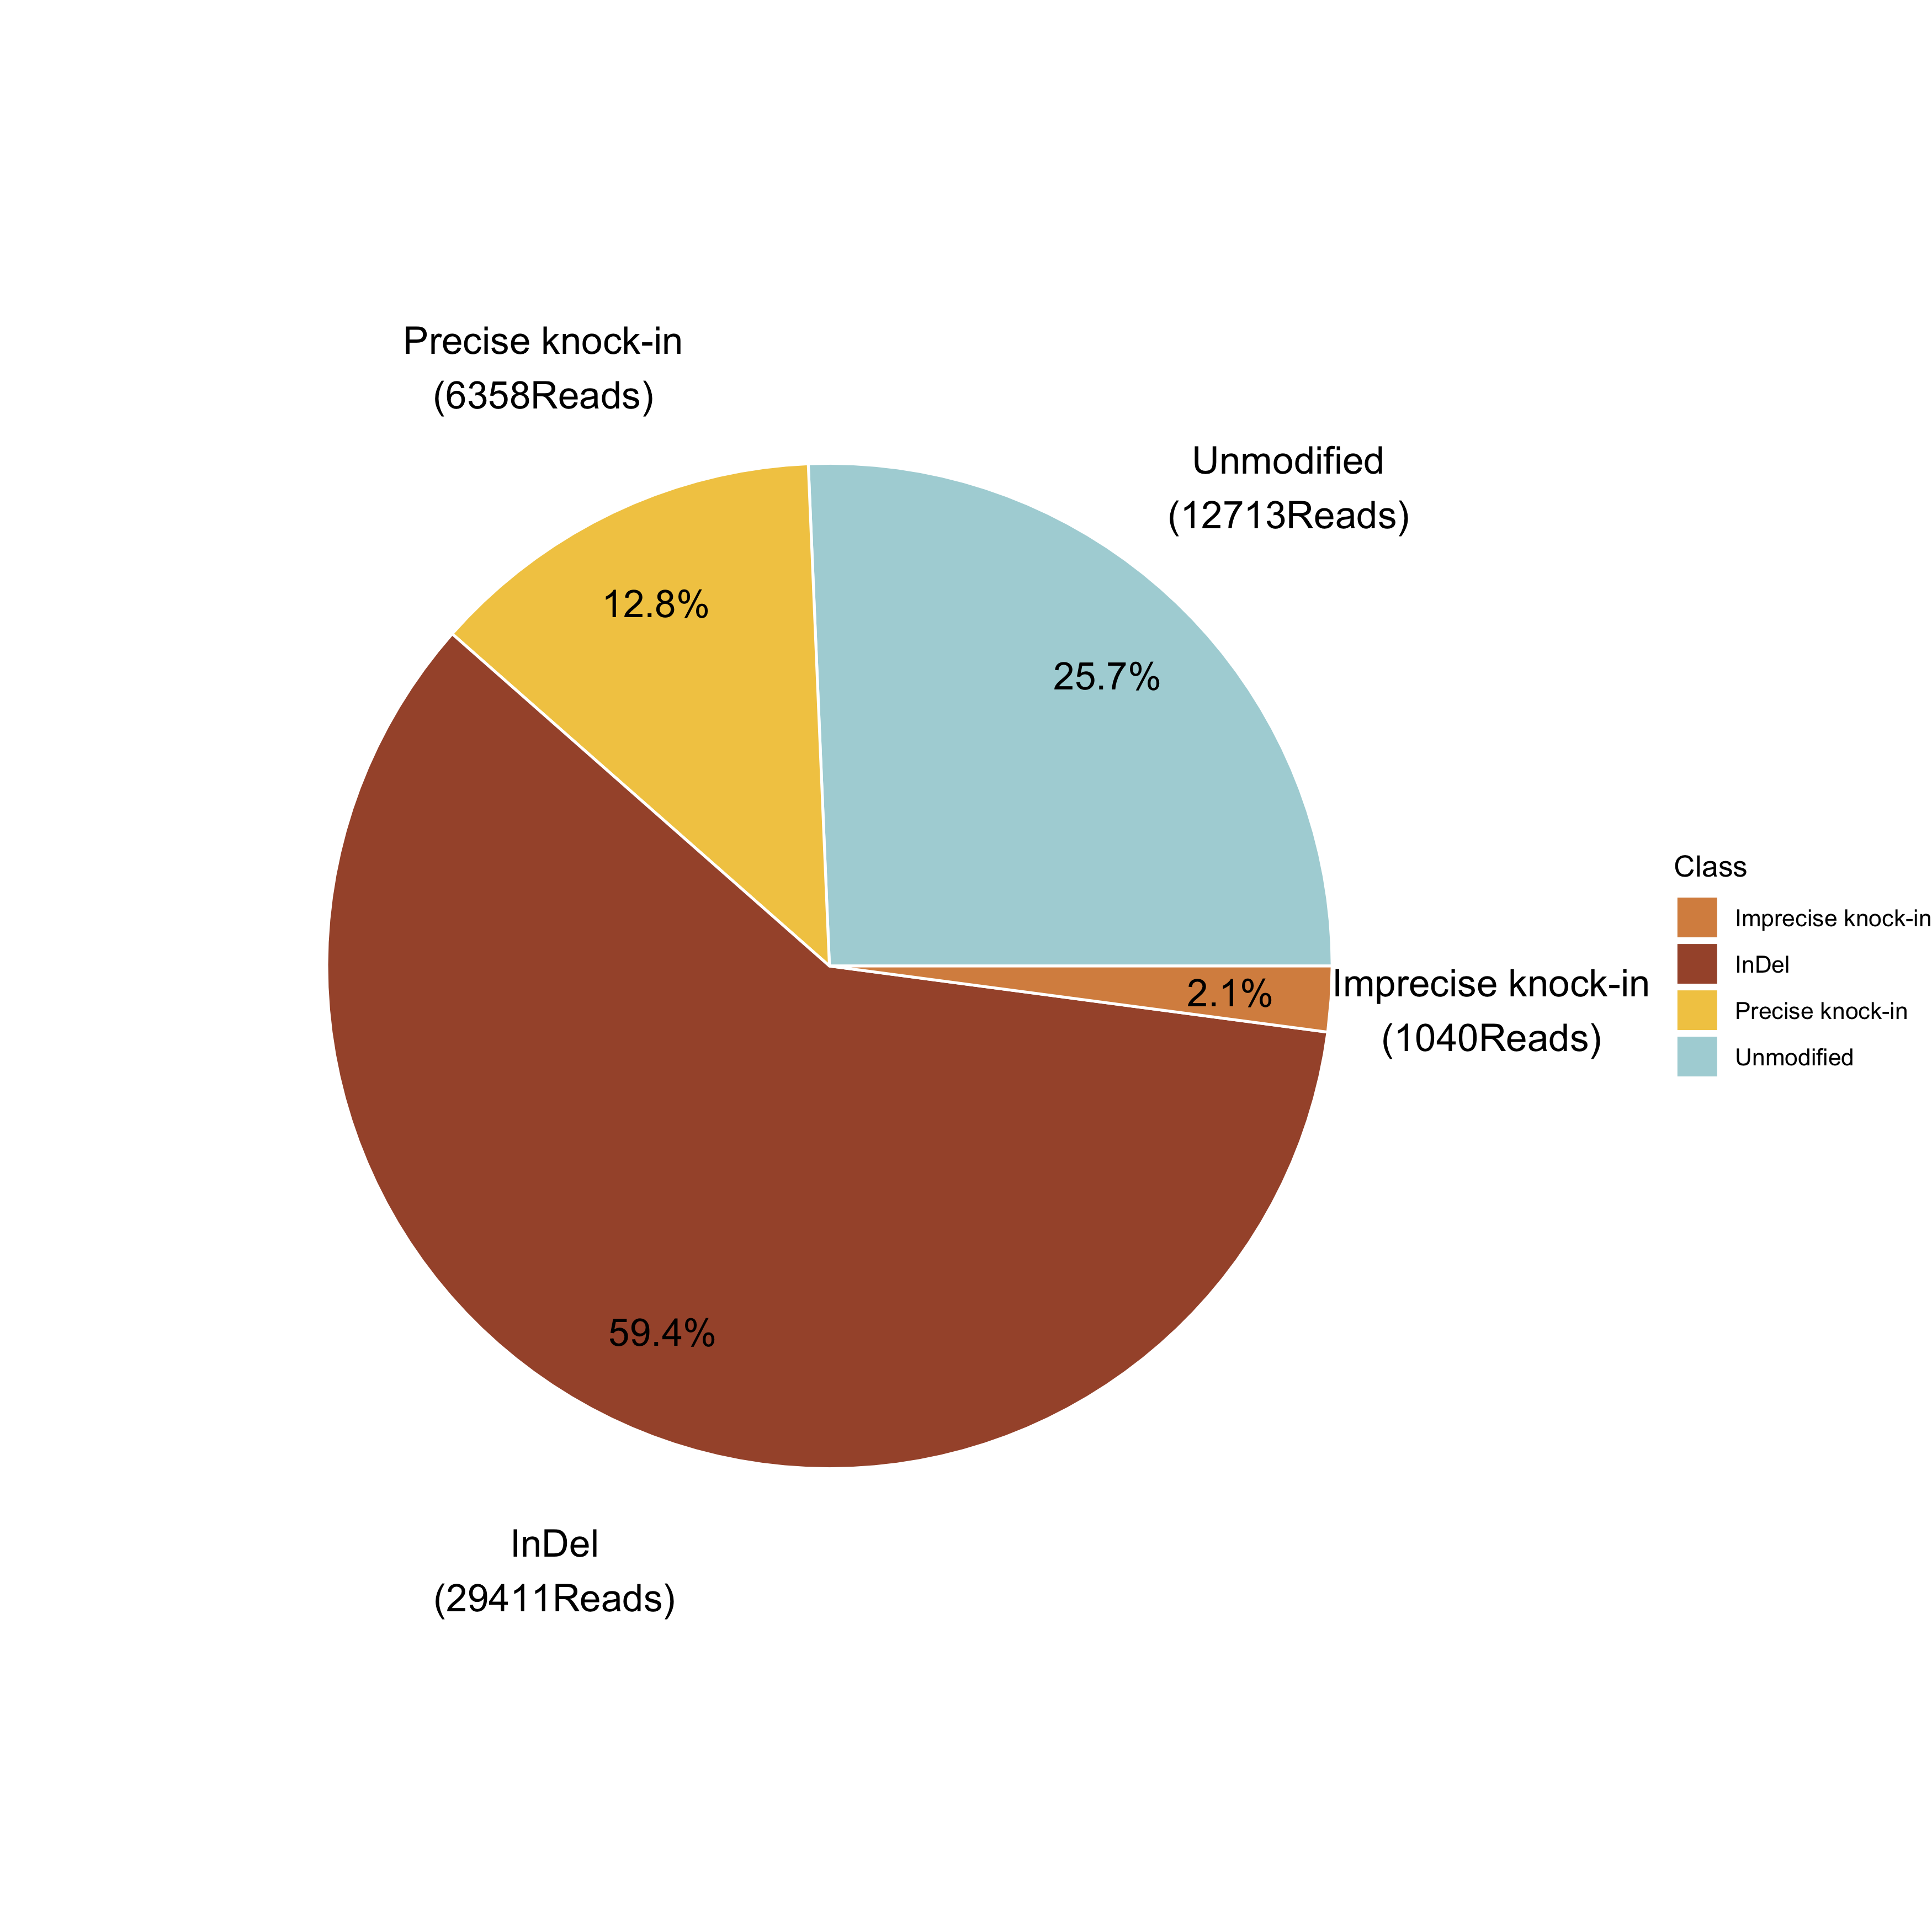 Precise knock-in
(6358Reads)
Unmodified
(12713Reads)
12.8%
25.7%
Class
Imprecise knock-in
InDel
Precise knock-in
Unmodified
2.1%
Imprecise knock-in
(1040Reads)
59.4%
InDel
(29411Reads)